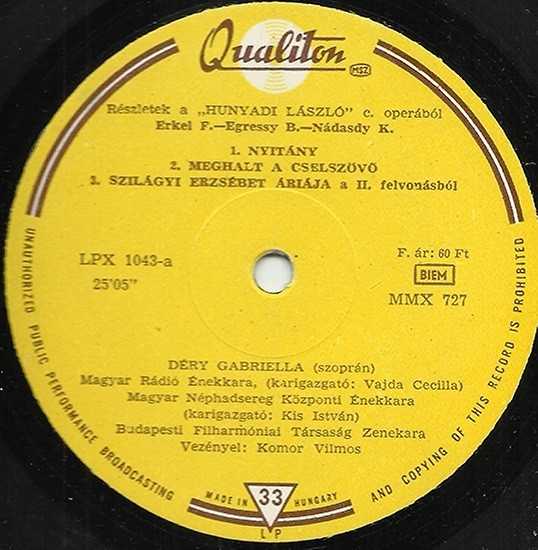 Qualiton
MSZ
Részletek a „HUNYADI LÁSZLÓ" c. operából
Erkel F.—Egressy B.—Nádasdy K.
1. NYITÁNY
2. MEGHALT A CSELSZÖVŐ
3. SZILÁGYI ERZSÉBET ÁRIÁJA a II. felvonásból
LPX 1043-a
25'05"
F. ár: 60 Ft
BIEM
MMX 727
DÉRY GABRIELLA (szoprán)
Magyar Rádió Énekkara, (karigazgató: Vajda Cecilla)
Magyar Néphadsereg Központi Énekkara
(karigazgató: Kis István)
Budapesti Filharmóniai Társaság Zenekara
Vezényel: Komor Vilmos
UNAUTHORIZED PUBLIC PERFORMANCE BROADCASTING
AND COPYING OF THIS RECORD IS PROHIBITED
MADE IN 33 HUNGARY
LP